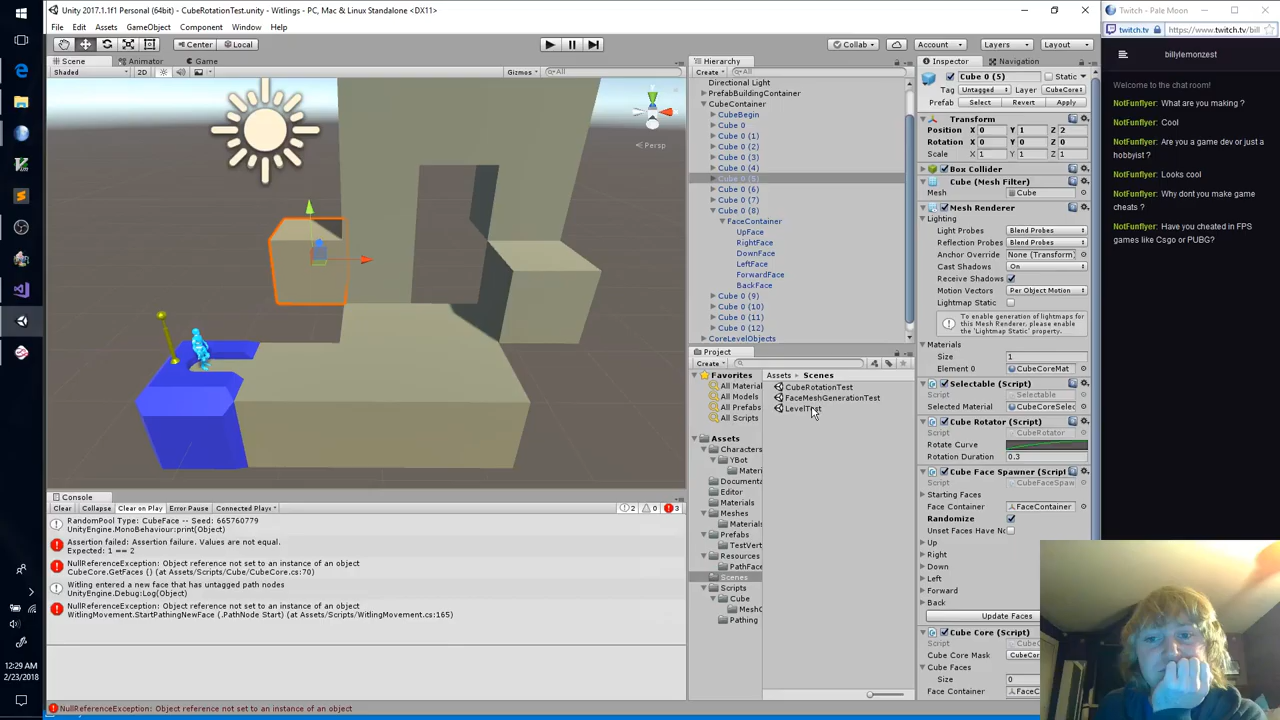 Unity 2017.1.1f1 Personal (64bit) - CubeRotationTest.unity - Witlings - PC, Mac & Linux Standalone <DX11>
Twitch - Pale Moon
File Edit Assets GameObject Component Window Help
twitch.tv https://www.twitch.tv/bill
Center Local Collab Account Layers Layout
billylemonzest
Scene Animator Game Hierarchy Inspector Navigation
Shaded 2D Gizmos All Create All
Persp
Directional Light
PrefabBuildingContainer
CubeContainer
CubeBegin
Cube 0
Cube 0 (1)
Cube 0 (2)
Cube 0 (3)
Cube 0 (4)
Cube 0 (5)
Cube 0 (6)
Cube 0 (7)
Cube 0 (8)
FaceContainer
UpFace
RightFace
DownFace
LeftFace
ForwardFace
BackFace
Cube 0 (9)
Cube 0 (10)
Cube 0 (11)
Cube 0 (12)
CoreLevelObjects
Project
Create
Favorites
All Material
All Models
All Prefabs
All Scripts
Assets
Characters
YBot
Materi
Documenta
Editor
Materials
Meshes
Materials
Prefabs
TestVert
Resources
PathFace
Scenes
Scripts
Cube
MeshC
Pathing
Assets Scenes
CubeRotationTest
FaceMeshGenerationTest
LevelTest
Cube 0 (5) Static
Tag Untagged Layer CubeCore
Prefab Select Revert Apply
Transform
Position X 0 Y 1 Z 2
Rotation X 0 Y 0 Z 0
Scale X 1 Y 1 Z 1
Box Collider
Cube (Mesh Filter)
Mesh Cube
Mesh Renderer
Lighting
Light Probes Blend Probes
Reflection Probes Blend Probes
Anchor Override None (Transform)
Cast Shadows On
Receive Shadows
Motion Vectors Per Object Motion
Lightmap Static
To enable generation of lightmaps
for this Mesh Renderer, please enable
the 'Lightmap Static' property.
Materials
Size 1
Element 0 CubeCoreMat
Selectable (Script)
Script Selectable
Selected Material CubeCoreSelec
Cube Rotator (Script)
Script CubeRotator
Rotate Curve
Rotation Duration 0.3
Cube Face Spawner (Script)
Script CubeFaceSpaw
Starting Faces
Face Container FaceContainer
Randomize
Unset Faces Have No
Up
Right
Down
Left
Forward
Back
Update Faces
Cube Core (Script)
Cube Core Mask CubeCor
Cube Faces
Size 0
Face Container FaceC
Welcome to the chat room!
NotFunflyer: What are you making ?
NotFunflyer: Cool
NotFunflyer: Are you a game dev or just a
hobbyist ?
NotFunflyer: Looks cool
NotFunflyer: Why dont you make game
cheats ?
NotFunflyer: Have you cheated in FPS
games like Csgo or PUBG?
Console
Clear Collapse Clear on Play Error Pause Connected Play 2 0 3
RandomPool Type: CubeFace -- Seed: 665760779
UnityEngine.MonoBehaviour:print(Object)
Assertion failed: Assertion failure. Values are not equal.
Expected: 1 == 2
NullReferenceException: Object reference not set to an instance of an object
CubeCore.GetFaces () (at Assets/Scripts/Cube/CubeCore.cs:70)
Witling entered a new face that has untagged path nodes
UnityEngine.Debug:Log(Object)
NullReferenceException: Object reference not set to an instance of an object
WitlingMovement.StartPathingNewFace (.PathNode Start) (at Assets/Scripts/WitlingMovement.cs:165)
NullReferenceException: Object reference not set to an instance of an object
12:29 AM
2/23/2018